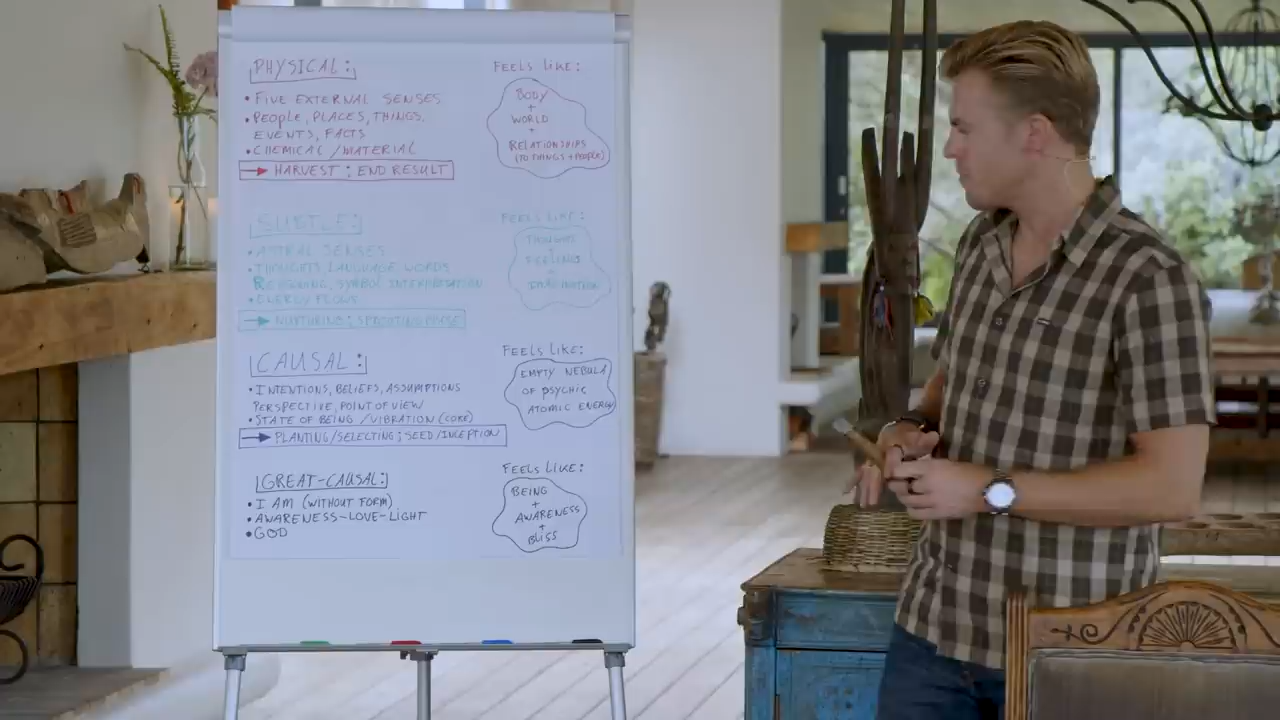 PHYSICAL:
• FIVE EXTERNAL SENSES
• PEOPLE, PLACES, THINGS,
EVENTS, FACTS
• CHEMICAL / MATERIAL
→ HARVEST; END RESULT
FEELS LIKE:
BODY
+
WORLD
+
RELATIONSHIPS
(TO THINGS + PEOPLE)
SUBTLE:
• ASTRAL SENSES
• THOUGHTS, LANGUAGE, WORDS
REASONING, SYMBOL INTERPRETATION
• ENERGY FLOWS
→ NURTURING; SPROUTING PHASE
FEELS LIKE:
THOUGHT
+
FEELINGS
+
IMAGINATION
CAUSAL:
• INTENTIONS, BELIEFS, ASSUMPTIONS
PERSPECTIVE, POINT OF VIEW
• STATE OF BEING / VIBRATION (CORE)
→ PLANTING/SELECTING; SEED/INCEPTION
FEELS LIKE:
EMPTY NEBULA
OF PSYCHIC
ATOMIC ENERGY
GREAT-CAUSAL:
• I AM (WITHOUT FORM)
• AWARENESS-LOVE-LIGHT
• GOD
FEELS LIKE:
BEING
+
AWARENESS
+
BLISS